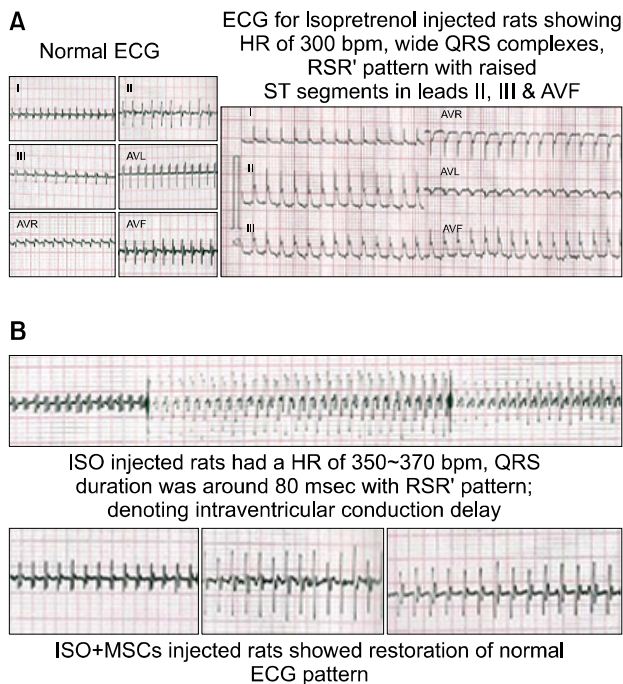 A
Normal ECG
ECG for Isopretrenol injected rats showing
HR of 300 bpm, wide QRS complexes,
RSR' pattern with raised
ST segments in leads II, III & AVF
I
II
III
AVL
AVR
AVF
I
AVR
II
AVL
III
AVF
B
ISO injected rats had a HR of 350~370 bpm, QRS
duration was around 80 msec with RSR' pattern;
denoting intraventricular conduction delay
ISO+MSCs injected rats showed restoration of normal
ECG pattern